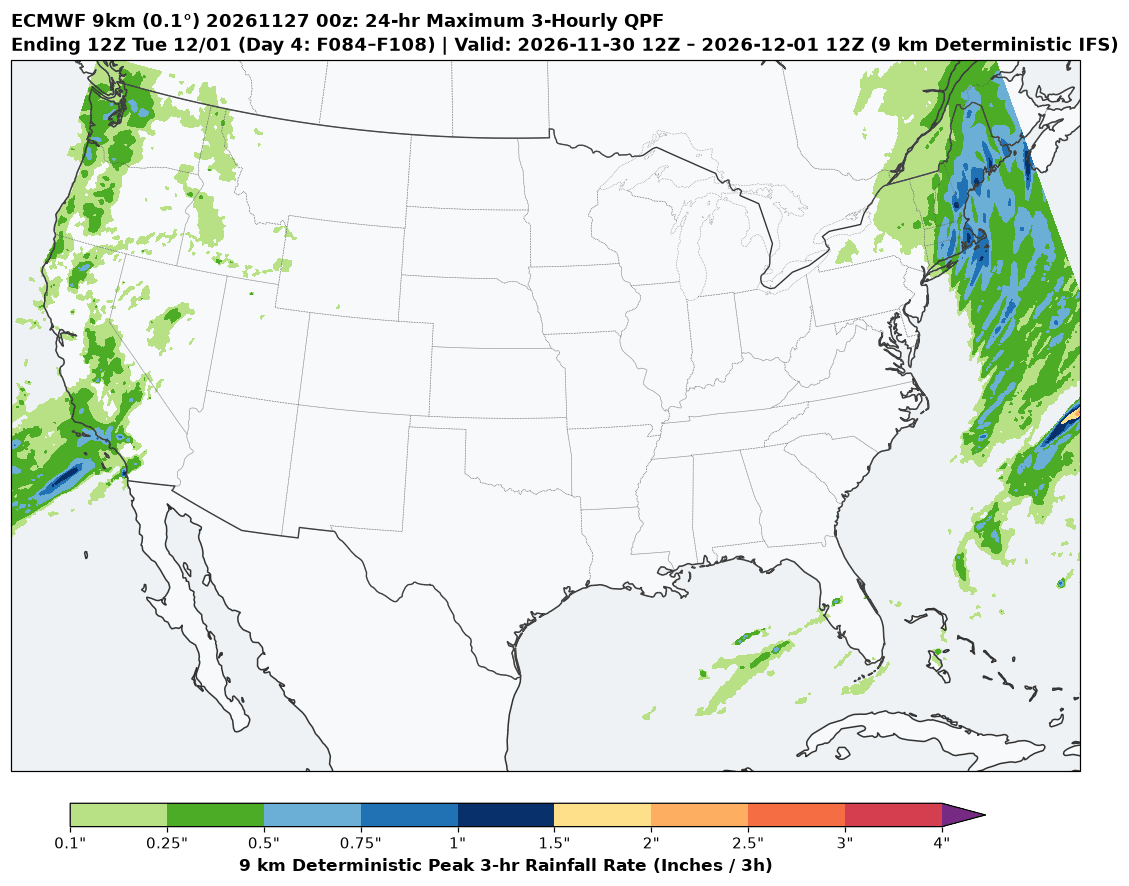 ECMWF 9km (0.1°) 20261127 00z: 24-hr Maximum 3-Hourly QPF
Ending 12Z Tue 12/01 (Day 4: F084–F108) | Valid: 2026-11-30 12Z – 2026-12-01 12Z (9 km Deterministic IFS)
0.1" 0.25" 0.5" 0.75" 1" 1.5" 2" 2.5" 3" 4"
9 km Deterministic Peak 3-hr Rainfall Rate (Inches / 3h)